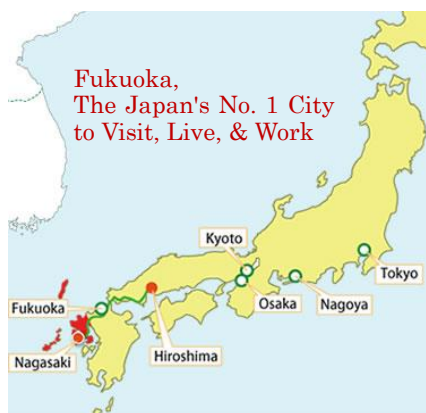 Fukuoka,
The Japan's No. 1 City
to Visit, Live, & Work
Kyoto
Tokyo
Fukuoka
Osaka
Nagoya
Nagasaki
Hiroshima